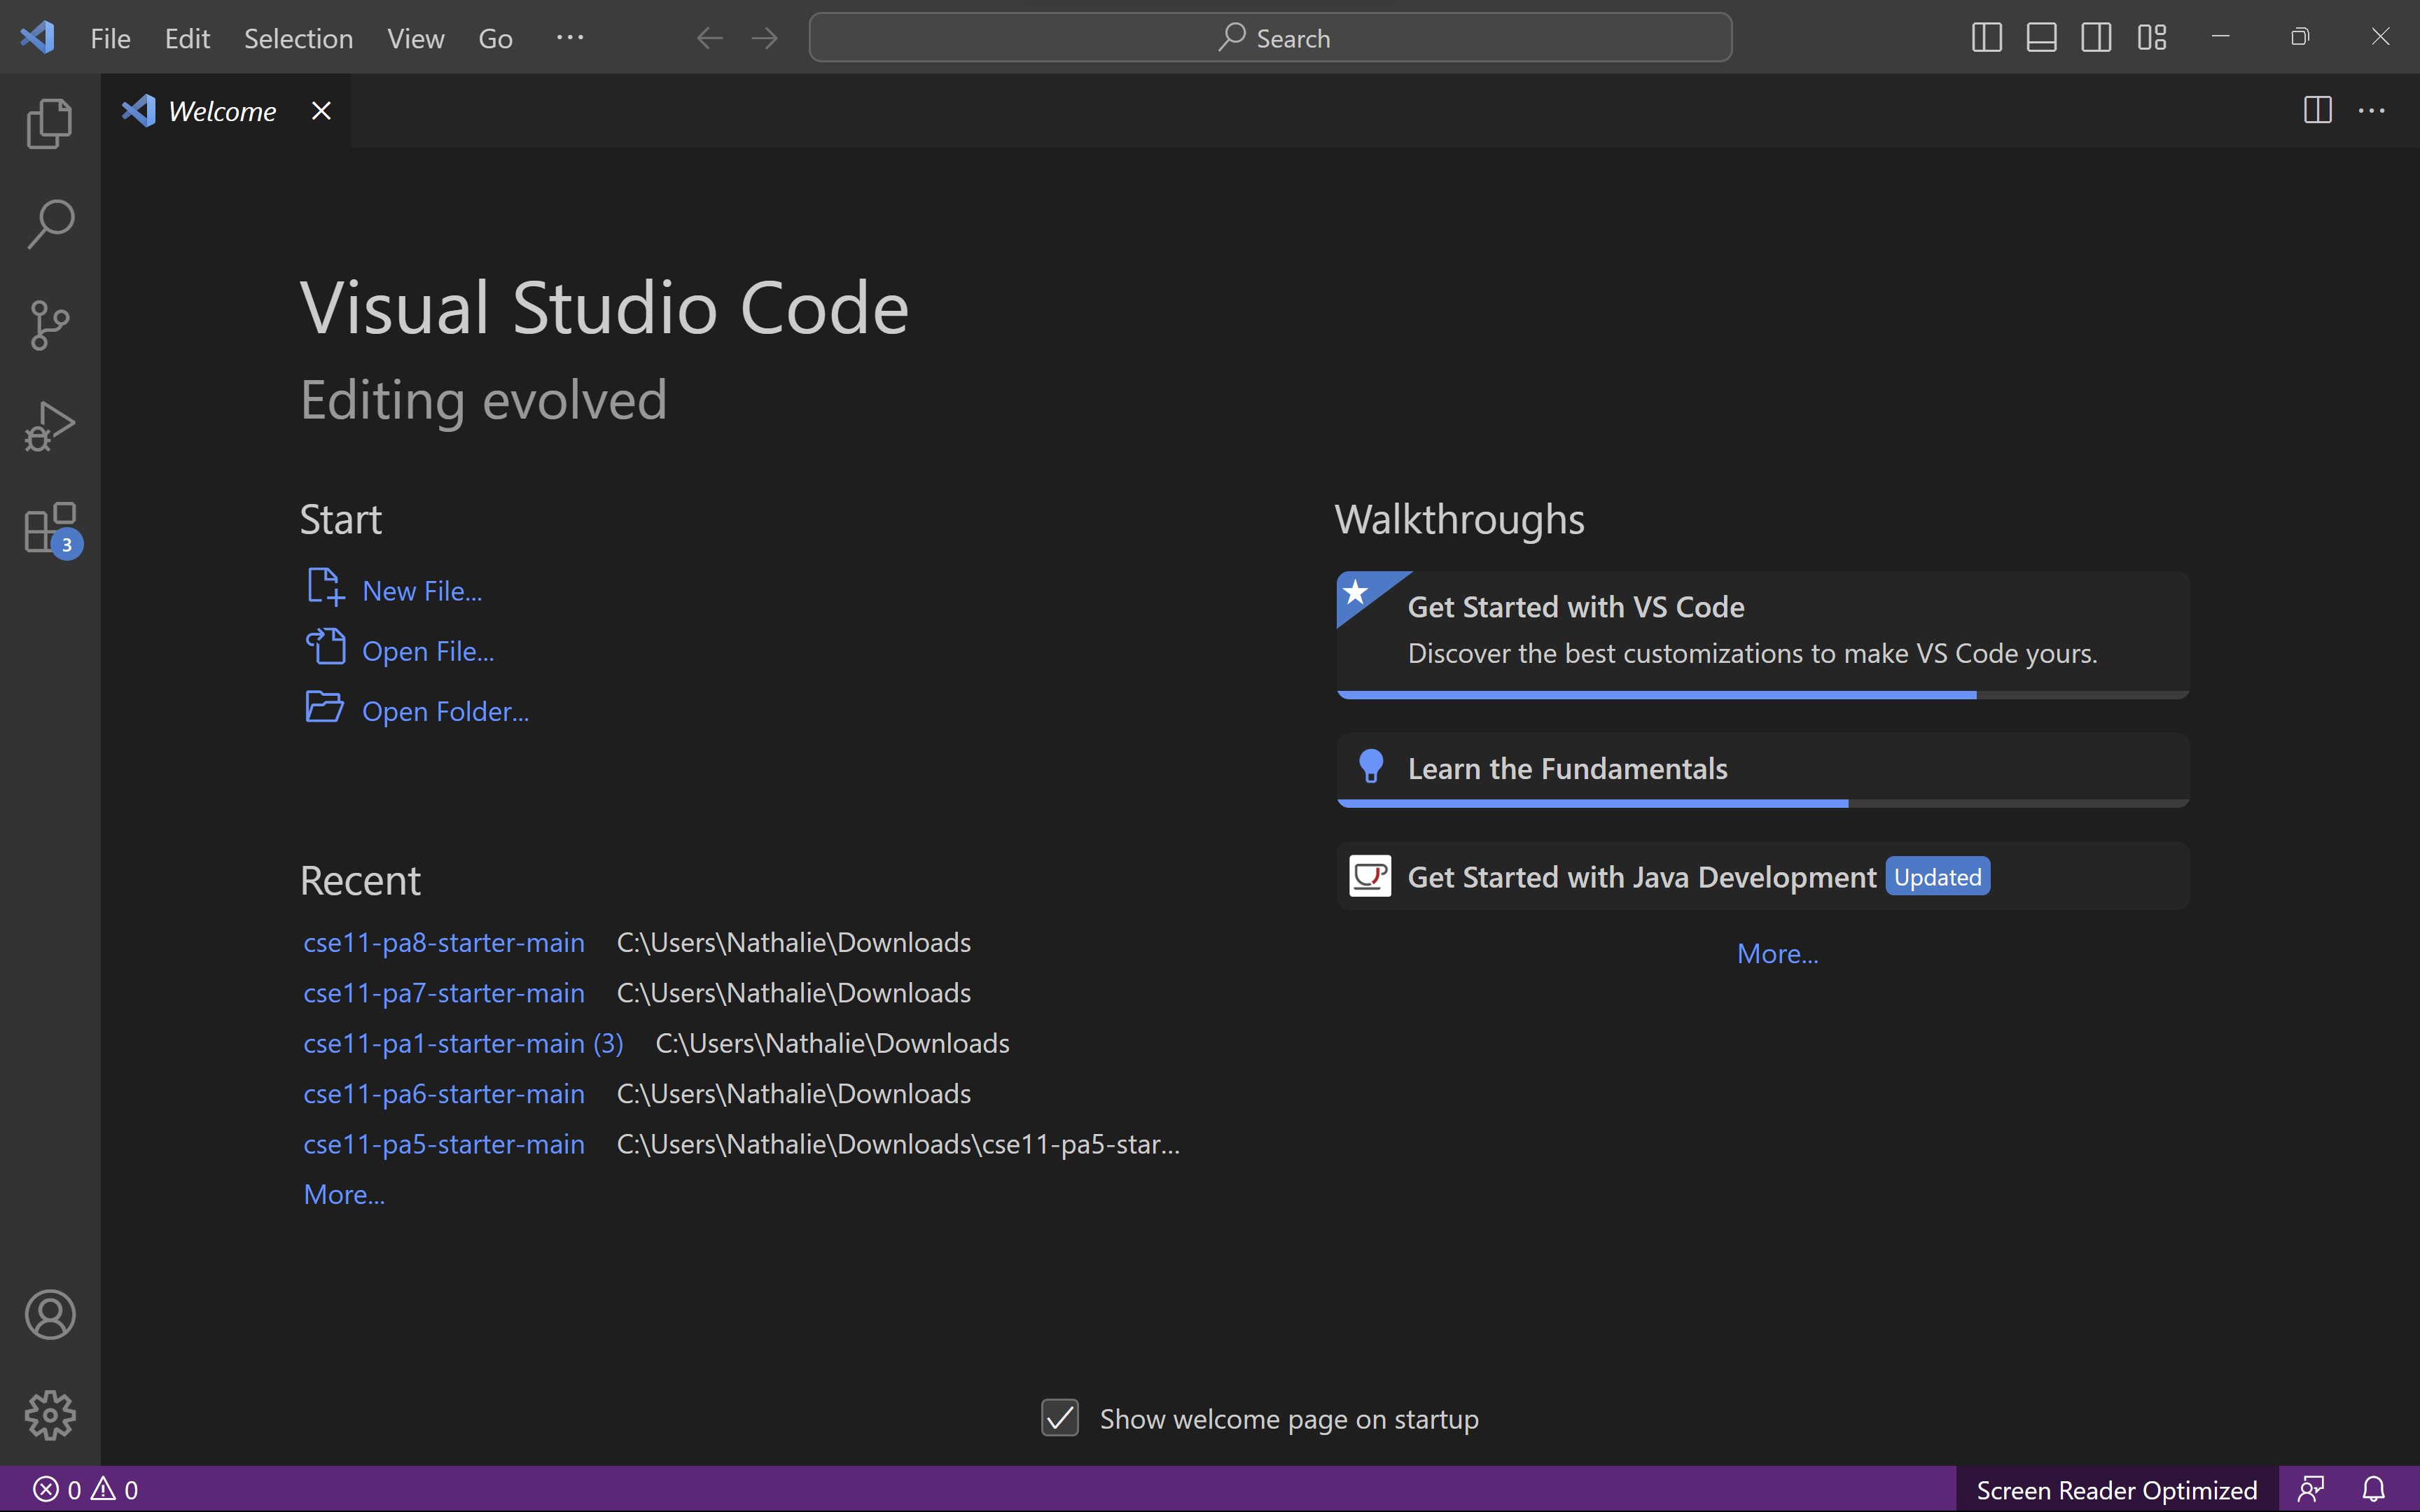 File Edit Selection View Go ··· Search
Welcome
Visual Studio Code
Editing evolved
Start
New File...
Open File...
Open Folder...
Recent
cse11-pa8-starter-main C:\Users\Nathalie\Downloads
cse11-pa7-starter-main C:\Users\Nathalie\Downloads
cse11-pa1-starter-main (3) C:\Users\Nathalie\Downloads
cse11-pa6-starter-main C:\Users\Nathalie\Downloads
cse11-pa5-starter-main C:\Users\Nathalie\Downloads\cse11-pa5-star...
More...
Walkthroughs
Get Started with VS Code
Discover the best customizations to make VS Code yours.
Learn the Fundamentals
Get Started with Java Development Updated
More...
3
Show welcome page on startup
0 0 Screen Reader Optimized